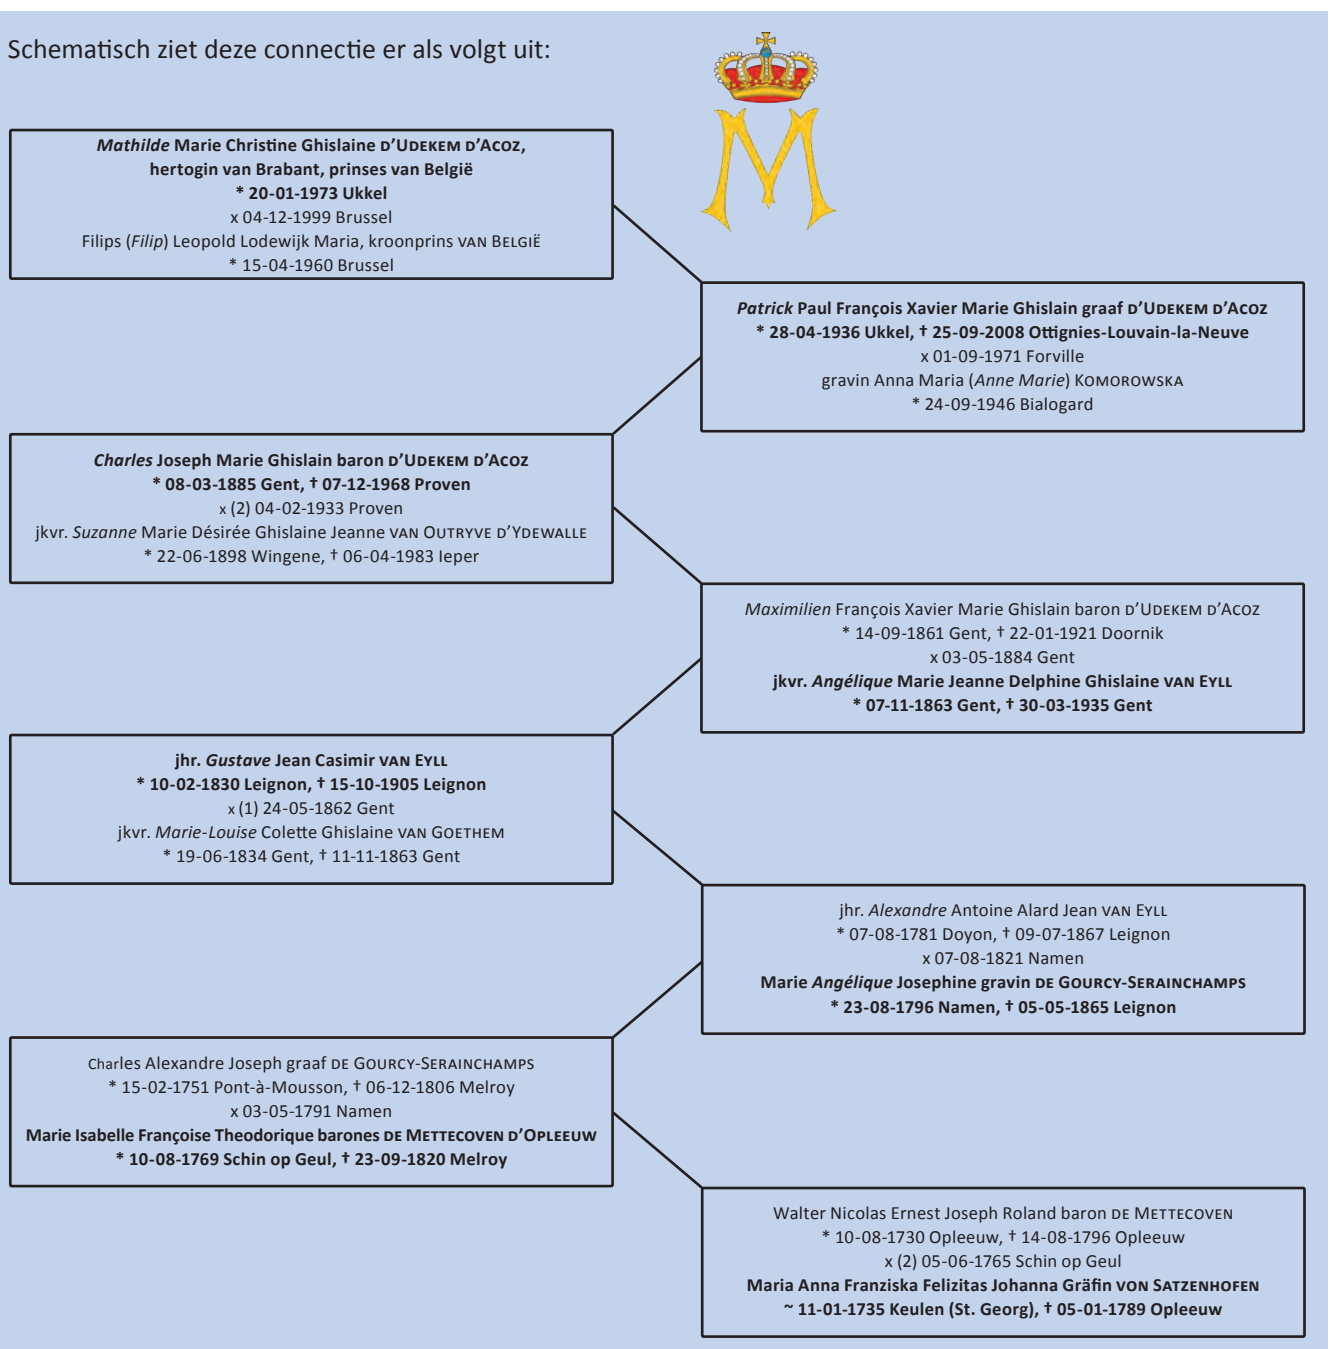 Schematisch ziet deze connectie er als volgt uit:
M
Mathilde Marie Christine Ghislaine D'UDEKEM D'ACOZ,
hertogin van Brabant, prinses van België
* 20-01-1973 Ukkel
x 04-12-1999 Brussel
Filips (Filip) Leopold Lodewijk Maria, kroonprins VAN BELGIË
* 15-04-1960 Brussel
Patrick Paul François Xavier Marie Ghislain graaf D'UDEKEM D'ACOZ
* 28-04-1936 Ukkel, † 25-09-2008 Ottignies-Louvain-la-Neuve
x 01-09-1971 Forville
gravin Anna Maria (Anne Marie) KOMOROWSKA
* 24-09-1946 Bialogard
Charles Joseph Marie Ghislain baron D'UDEKEM D'ACOZ
* 08-03-1885 Gent, † 07-12-1968 Proven
x (2) 04-02-1933 Proven
jkvr. Suzanne Marie Désirée Ghislaine Jeanne VAN OUTRYVE D'YDEWALLE
* 22-06-1898 Wingene, † 06-04-1983 Ieper
Maximilien François Xavier Marie Ghislain baron D'UDEKEM D'ACOZ
* 14-09-1861 Gent, † 22-01-1921 Doornik
x 03-05-1884 Gent
jkvr. Angélique Marie Jeanne Delphine Ghislaine VAN EYLL
* 07-11-1863 Gent, † 30-03-1935 Gent
jhr. Gustave Jean Casimir VAN EYLL
* 10-02-1830 Leignon, † 15-10-1905 Leignon
x (1) 24-05-1862 Gent
jkvr. Marie-Louise Colette Ghislaine VAN GOETHEM
* 19-06-1834 Gent, † 11-11-1863 Gent
jhr. Alexandre Antoine Alard Jean VAN EYLL
* 07-08-1781 Doyon, † 09-07-1867 Leignon
x 07-08-1821 Namen
Marie Angélique Josephine gravin DE GOURCY-SERAINCHAMPS
* 23-08-1796 Namen, † 05-05-1865 Leignon
Charles Alexandre Joseph graaf DE GOURCY-SERAINCHAMPS
* 15-02-1751 Pont-à-Mousson, † 06-12-1806 Melroy
x 03-05-1791 Namen
Marie Isabelle Françoise Theodorique barones DE METTECOVEN D'OPLEEUW
* 10-08-1769 Schin op Geul, † 23-09-1820 Melroy
Walter Nicolas Ernest Joseph Roland baron DE METTECOVEN
* 10-08-1730 Opleeuw, † 14-08-1796 Opleeuw
x (2) 05-06-1765 Schin op Geul
Maria Anna Franziska Felizitas Johanna Gräfin VON SATZENHOFEN
~ 11-01-1735 Keulen (St. Georg), † 05-01-1789 Opleeuw